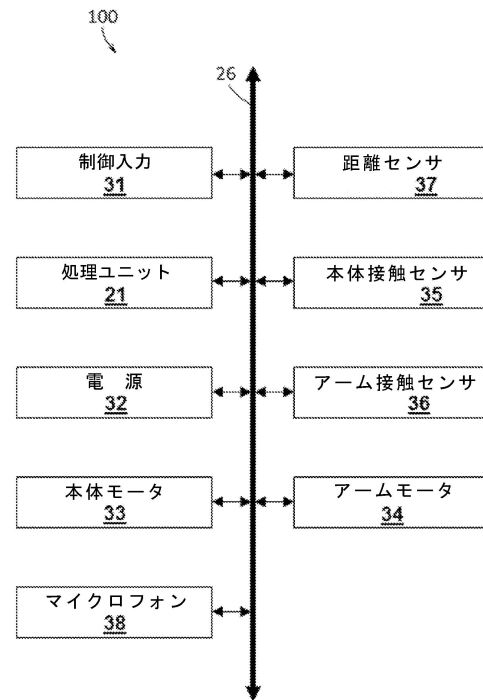 100
26
制御入力
31
距離センサ
37
処理ユニット
21
本体接触センサ
35
電 源
32
アーム接触センサ
36
本体モータ
33
アームモータ
34
マイクロフォン
38